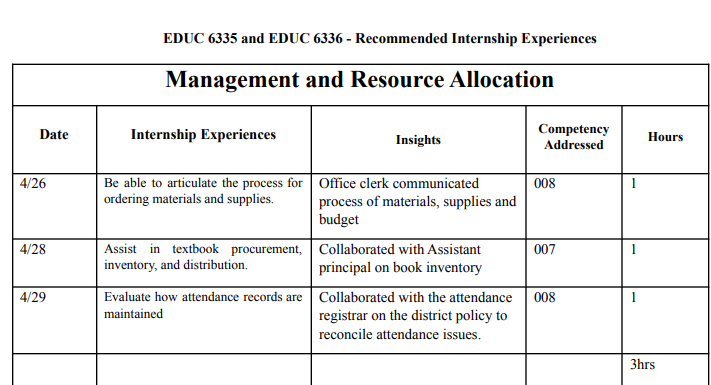 EDUC 6335 and EDUC 6336 - Recommended Internship Experiences
Management and Resource Allocation
Date
Internship Experiences
Insights
Competency
Addressed
Hours
4/26
Be able to articulate the process for
ordering materials and supplies.
Office clerk communicated
process of materials, supplies and
budget
008
1
4/28
Assist in textbook procurement,
inventory, and distribution.
Collaborated with Assistant
principal on book inventory
007
1
4/29
Evaluate how attendance records are
maintained
Collaborated with the attendance
registrar on the district policy to
reconcile attendance issues.
008
1
3hrs